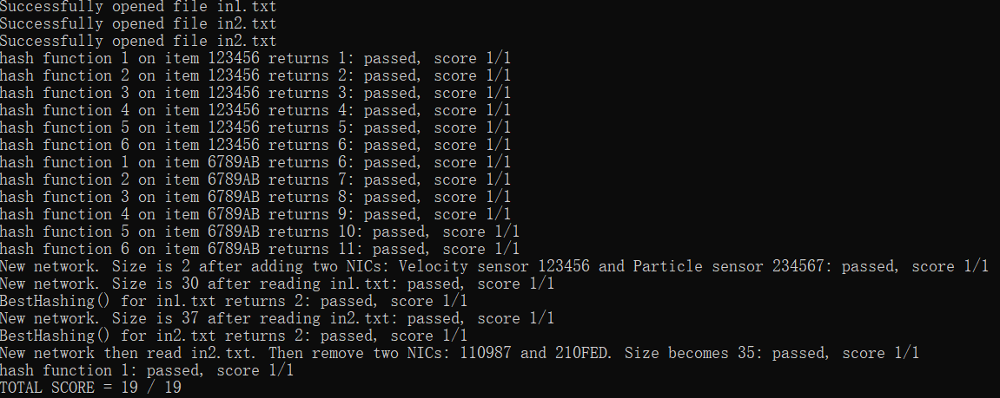 Successfully opened file in1.txt
Successfully opened file in2.txt
Successfully opened file in2.txt
hash function 1 on item 123456 returns 1: passed, score 1/1
hash function 2 on item 123456 returns 2: passed, score 1/1
hash function 3 on item 123456 returns 3: passed, score 1/1
hash function 4 on item 123456 returns 4: passed, score 1/1
hash function 5 on item 123456 returns 5: passed, score 1/1
hash function 6 on item 123456 returns 6: passed, score 1/1
hash function 1 on item 6789AB returns 6: passed, score 1/1
hash function 2 on item 6789AB returns 7: passed, score 1/1
hash function 3 on item 6789AB returns 8: passed, score 1/1
hash function 4 on item 6789AB returns 9: passed, score 1/1
hash function 5 on item 6789AB returns 10: passed, score 1/1
hash function 6 on item 6789AB returns 11: passed, score 1/1
New network. Size is 2 after adding two NICs: Velocity sensor 123456 and Particle sensor 234567: passed, score 1/1
New network. Size is 30 after reading in1.txt: passed, score 1/1
BestHashing() for in1.txt returns 2: passed, score 1/1
New network. Size is 37 after reading in2.txt: passed, score 1/1
BestHashing() for in2.txt returns 2: passed, score 1/1
New network then read in2.txt. Then remove two NICs: 110987 and 210FED. Size becomes 35: passed, score 1/1
hash function 1: passed, score 1/1
TOTAL SCORE = 19 / 19